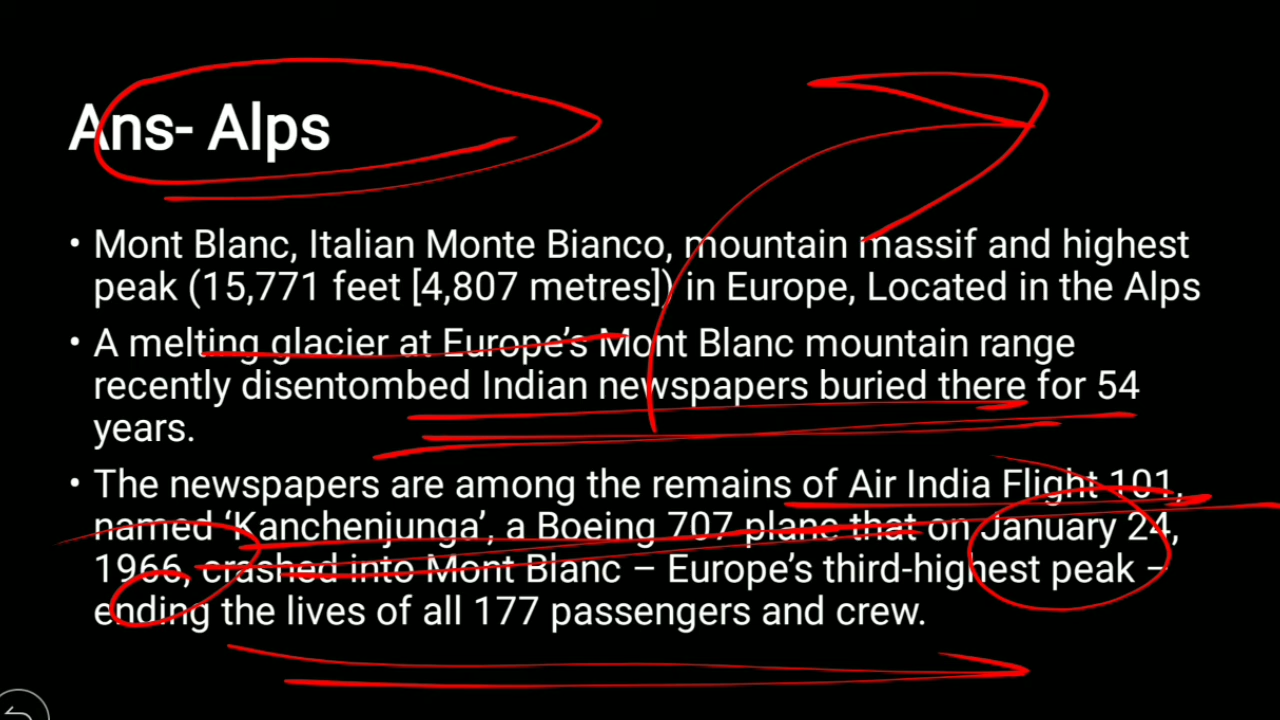 Ans- Alps
• Mont Blanc, Italian Monte Bianco, mountain massif and highest
peak (15,771 feet [4,807 metres]) in Europe, Located in the Alps
• A melting glacier at Europe’s Mont Blanc mountain range
recently disentombed Indian newspapers buried there for 54
years.
• The newspapers are among the remains of Air India Flight 101,
named ‘Kanchenjunga’, a Boeing 707 plane that on January 24,
1966, crashed into Mont Blanc – Europe’s third-highest peak –
ending the lives of all 177 passengers and crew.